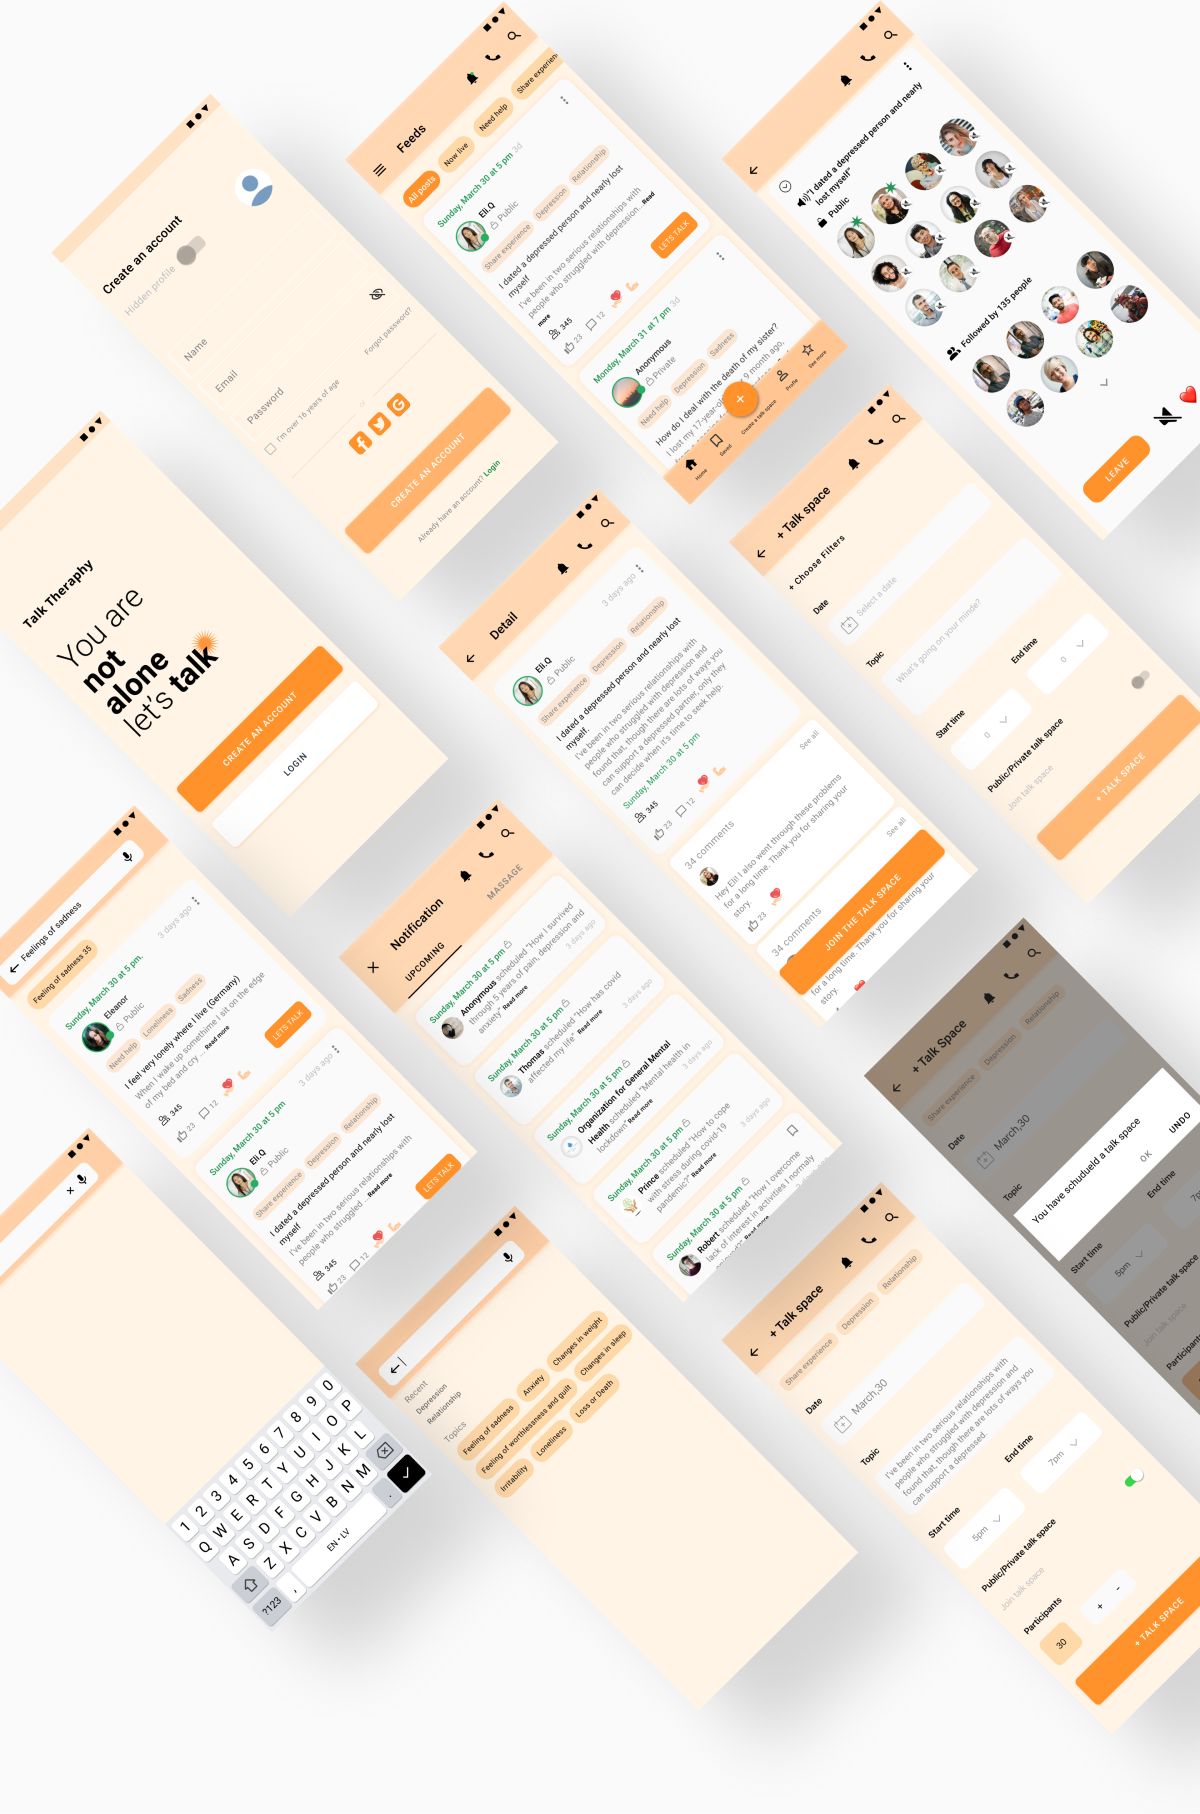 Create an account
Hidden profile
Name
Email
Password
Forgot password?
I'm over 16 years of age
CREATE AN ACCOUNT
Already have an account? Login
Feeds
All posts
Now live
Need help
Share experien
Sunday, March 30 at 5 pm 3d
Eli.Q
Public
Share experience
Depression
Relationship
I dated a depressed person and nearly lost
myself
I've been in two serious relationships with
people who struggled with depression.. Read
more
LETS TALK
345
23
12
Monday, March 31 at 7 pm 3d
Anonymous
Private
Need help
Depression
Sadness
How do I deal with the death of my sister?
I lost my 17-year-old 9 month ago.
Home
Saved
Create a talk space
Profile
See more
"I dated a depressed person and nearly
lost myself"
Public
Followed by 135 people
LEAVE
Talk Theraphy
You are
not
alone
let's talk
CREATE AN ACCOUNT
LOGIN
Detail
3 days ago
Eli.Q
Public
Share experience
Depression
Relationship
I dated a depressed person and nearly lost
myself.
I've been in two serious relationships with
people who struggled with depression and
found that, though there are lots of ways you
can support a depressed partner, only they
can decide when it's time to seek help.
Sunday, March 30 at 5 pm
345
23
12
34 comments
See all
Hey Eli! I also went through these problems
for a long time. Thank you for sharing your
story.
23
34 comments
See all
JOIN THE TALK SPACE
for a long time. Thank you for sharing your
story.
+ Talk space
+ Choose Filters
Date
Select a date
Topic
What's going on your minde?
Start time
0
End time
0
Public/Private talk space
Join talk space
+ TALK SPACE
Feelings of sadness
Feeling of sadness 35
3 days ago
Sunday, March 30 at 5 pm.
Eleanor
Public
Need help
Loneliness
Sadness
I feel very lonely where I live (Germany)
When I wake up somethime I sit on the edge
of my bed and cry ... Read more
LETS TALK
345
23
12
3 days ago
Sunday, March 30 at 5 pm
Eli.Q
Public
Share experience
Depression
Relationship
I dated a depressed person and nearly lost
myself
I've been in two serious relationships with
people who struggled ... Read more
LETS TALK
345
23
12
Notification
UPCOMING
MASSAGE
Sunday, March 30 at 5 pm
Anonymous scheduled "How I survived
through 5 years of pain, depression and
anxiety" Read more
3 days ago
Sunday, March 30 at 5 pm
Thomas scheduled "How has covid
affected my life" Read more
3 days ago
Sunday, March 30 at 5 pm
Organization for General Mental
Health scheduled "Mental health in
lockdown" Read more
3 days ago
Sunday, March 30 at 5 pm
Prince scheduled "How to cope
with stress during covid-19
pandemic?" Read more
3 days ago
Sunday, March 30 at 5 pm
Robert scheduled "How I overcome
lack of interest in activities I normaly
Read more
+ Talk Space
Share experience
Depression
Relationship
Date
March,30
Topic
You have schudueld a talk space
OK
UNDO
Start time
5pm
End time
7pm
Public/Private talk space
Join talk space
Participants
1 2 3 4 5 6 7 8 9 0
Q W E R T Y U I O P
A S D F G H J K L
Z X C V B N M
?123
,
EN • LV
.
Recent
Depression
Relationship
Topics
Feeling of sadness
Anxiety
Changes in weight
Feeling of worthlessness and guilt
Changes in sleep
Irritability
Loneliness
Loss or Death
+ Talk space
Share experience
Depression
Relationship
Date
March,30
Topic
I've been in two serious relationships with
people who struggled with depression and
found that, though there are lots of ways you
can support a depressed.
Start time
5pm
End time
7pm
Public/Private talk space
Join talk space
Participants
30
+
-
+ TALK SPACE